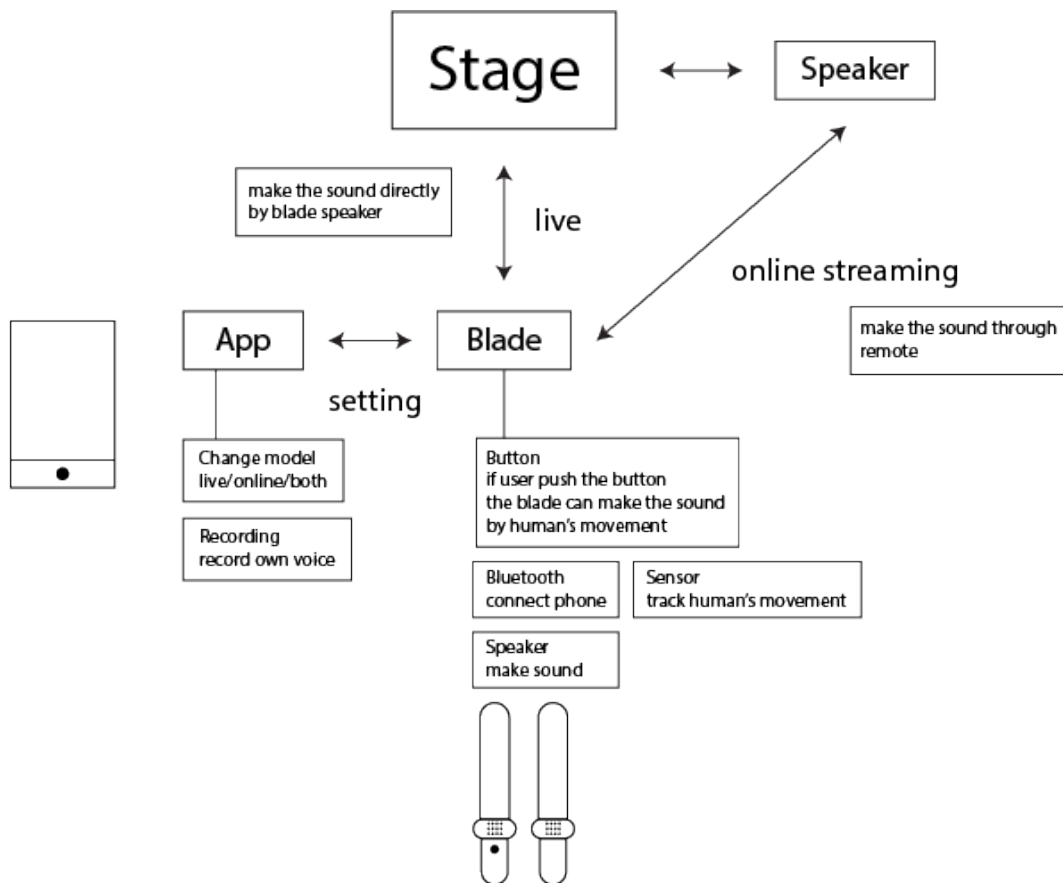 Stage
Speaker
make the sound directly
by blade speaker
live
online streaming
make the sound through
remote
App
Blade
setting
Change model
live/online/both
Recording
record own voice
Button
if user push the button
the blade can make the sound
by human's movement
Bluetooth
connect phone
Sensor
track human's movement
Speaker
make sound